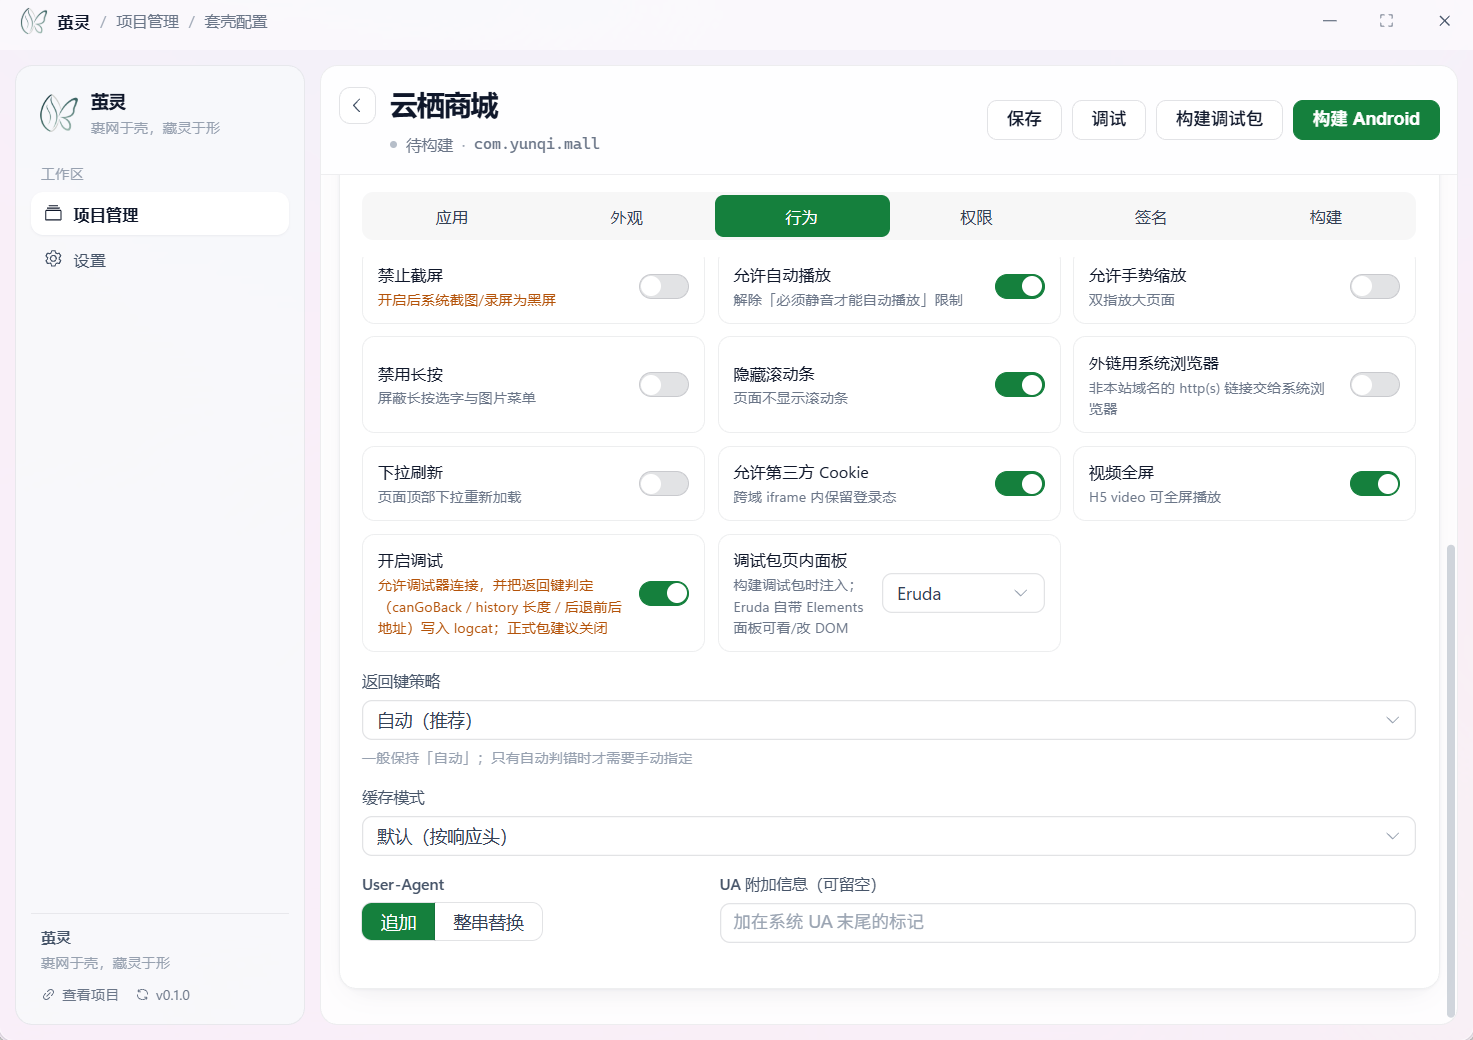 茧灵 / 项目管理 / 套壳配置
茧灵
裹网于壳，藏灵于形
工作区
项目管理
设置
茧灵
裹网于壳，藏灵于形
查看项目 v0.1.0
云栖商城
待构建 · com.yunqi.mall
保存 调试 构建调试包 构建 Android
应用 外观 行为 权限 签名 构建
禁止截屏
开启后系统截图/录屏为黑屏
允许自动播放
解除「必须静音才能自动播放」限制
允许手势缩放
双指放大页面
禁用长按
屏蔽长按选字与图片菜单
隐藏滚动条
页面不显示滚动条
外链用系统浏览器
非本站域名的 http(s) 链接交给系统浏
览器
下拉刷新
页面顶部下拉重新加载
允许第三方 Cookie
跨域 iframe 内保留登录态
视频全屏
H5 video 可全屏播放
开启调试
允许调试器连接，并把返回键判定
（canGoBack / history 长度 / 后退前后
地址）写入 logcat；正式包建议关闭
调试包页内面板
构建调试包时注入；
Eruda 自带 Elements
面板可看/改 DOM
Eruda
返回键策略
自动（推荐）
一般保持「自动」；只有自动判错时才需要手动指定
缓存模式
默认（按响应头）
User-Agent
追加 整串替换
UA 附加信息（可留空）
加在系统 UA 末尾的标记